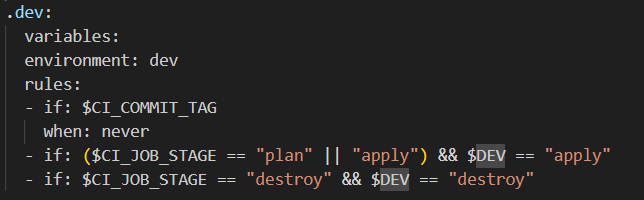 .dev:
  variables:
  environment: dev
  rules:
  - if: $CI_COMMIT_TAG
    when: never
  - if: ($CI_JOB_STAGE == "plan" || "apply") && $DEV == "apply"
  - if: $CI_JOB_STAGE == "destroy" && $DEV == "destroy"